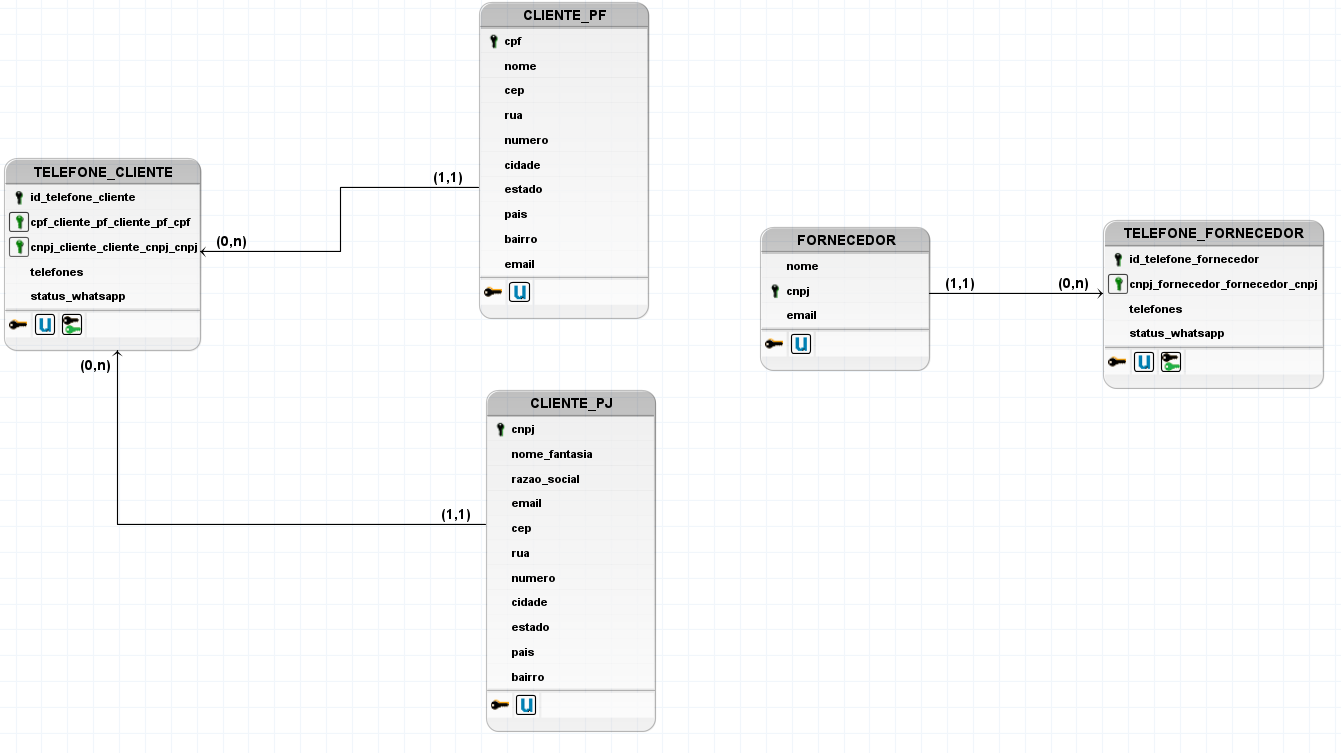 CLIENTE_PF
cpf
nome
cep
rua
numero
cidade
estado
pais
bairro
email
U
TELEFONE_CLIENTE
id_telefone_cliente
cpf_cliente_pf_cliente_pf_cpf
cnpj_cliente_cliente_cnpj_cnpj
telefones
status_whatsapp
U
(1,1)
(0,n)
(0,n)
(1,1)
CLIENTE_PJ
cnpj
nome_fantasia
razao_social
email
cep
rua
numero
cidade
estado
pais
bairro
U
FORNECEDOR
nome
cnpj
email
U
(1,1)
(0,n)
TELEFONE_FORNECEDOR
id_telefone_fornecedor
cnpj_fornecedor_fornecedor_cnpj
telefones
status_whatsapp
U